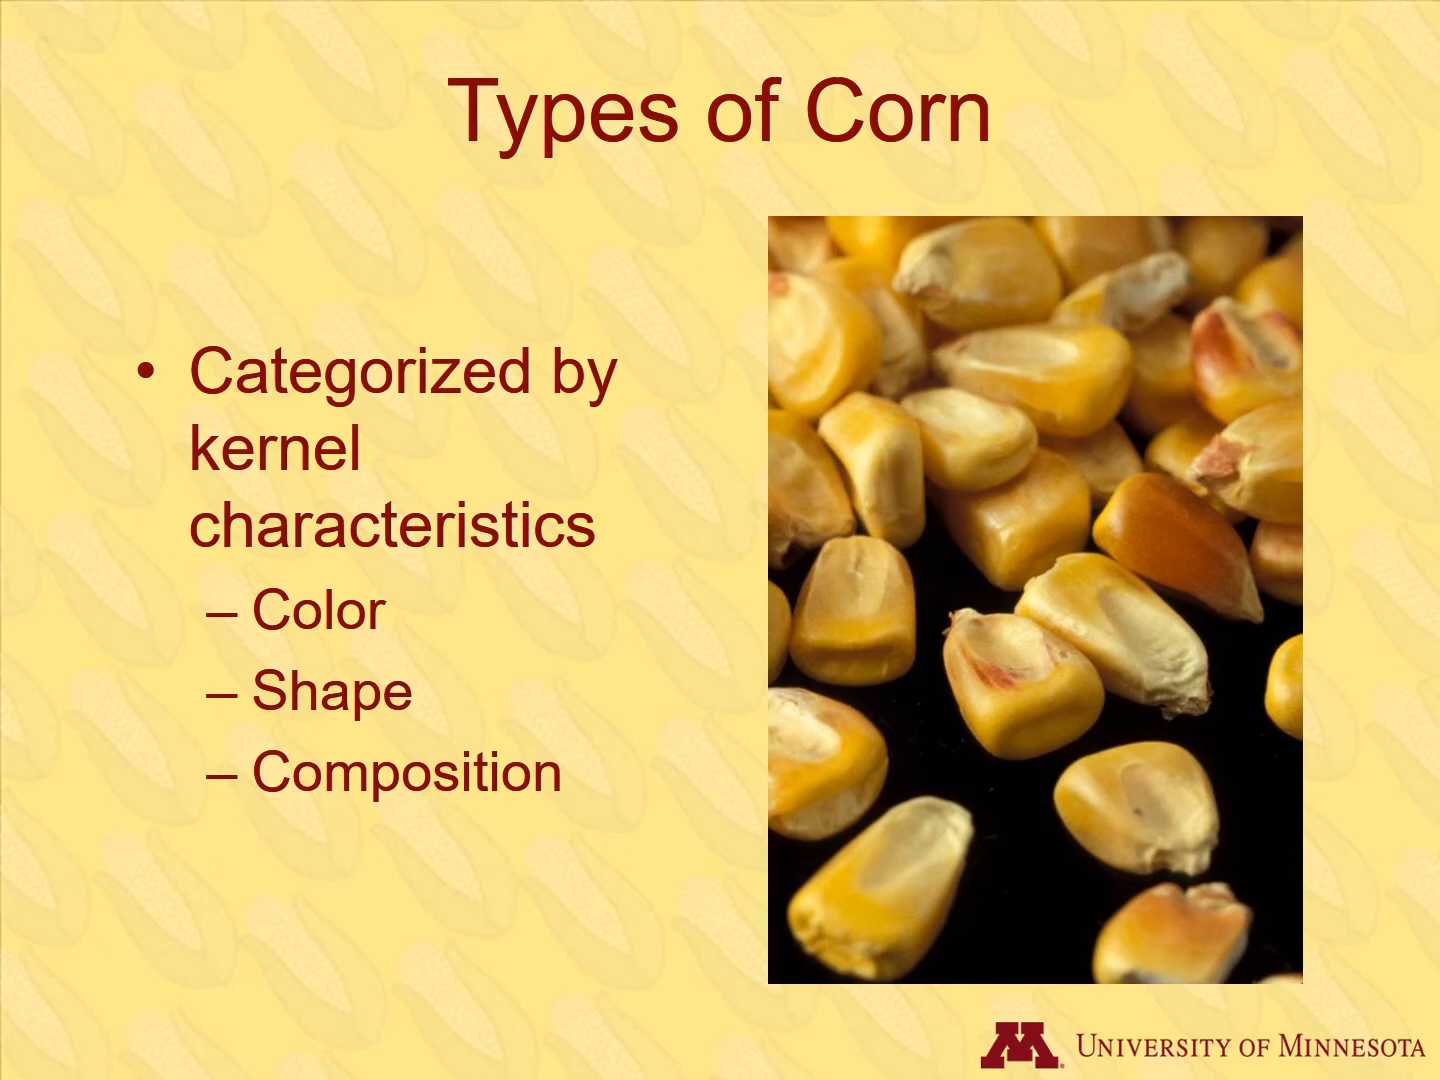 Types of Corn
• Categorized by
kernel
characteristics
– Color
– Shape
– Composition
M
UNIVERSITY OF MINNESOTA